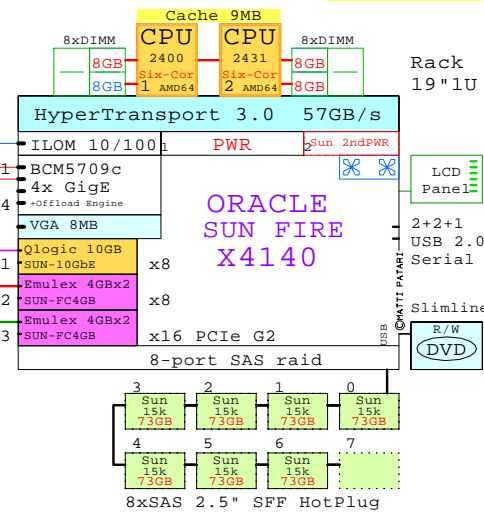 Cache 9MB
8xDIMM
CPU
CPU
8xDIMM
8GB
2400
2431
8GB
Six-Cor
Six-Cor
8GB
1 AMD64
2 AMD64
8GB
Rack
19"1U
HyperTransport 3.0 57GB/s
ILOM 10/100
1
PWR
2
Sun 2ndPWR
1
BCM5709c
4x GigE
4
+Offload Engine
VGA 8MB
ORACLE
SUN FIRE
X4140
LCD
Panel
2+2+1
USB 2.0
Serial
©MATTI PATARI
USB
Qlogic 10GB
1
SUN-10GbE
x8
Emulex 4GBx2
2
SUN-FC4GB
x8
Emulex 4GBx2
3
SUN-FC4GB
x16 PCIe G2
Slimline
R/W
DVD
8-port SAS raid
3
2
1
0
Sun
15k
73GB
Sun
15k
73GB
Sun
15k
73GB
Sun
15k
73GB
4
5
6
7
Sun
15k
73GB
Sun
15k
73GB
Sun
15k
73GB
8xSAS 2.5" SFF HotPlug